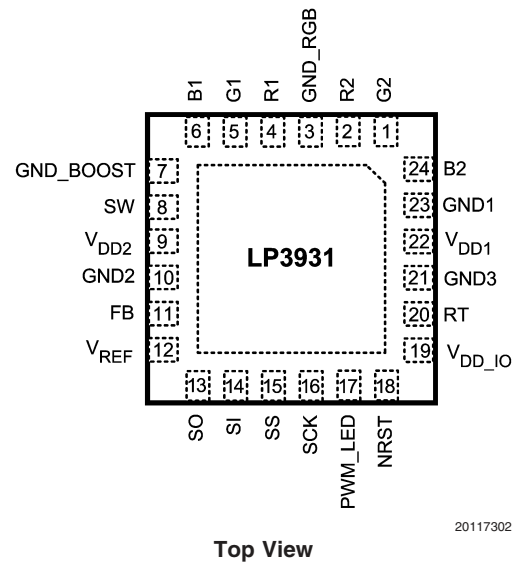 B1 G1 R1 GND_RGB R2 G2
6 5 4 3 2 1
GND_BOOST 7
24 B2
SW 8
23 GND1
VDD2 9
22 VDD1
GND2 10
21 GND3
LP3931
FB 11
20 RT
VREF 12
19 VDD_IO
13 14 15 16 17 18
SO SI SS SCK PWM_LED NRST
20117302
Top View